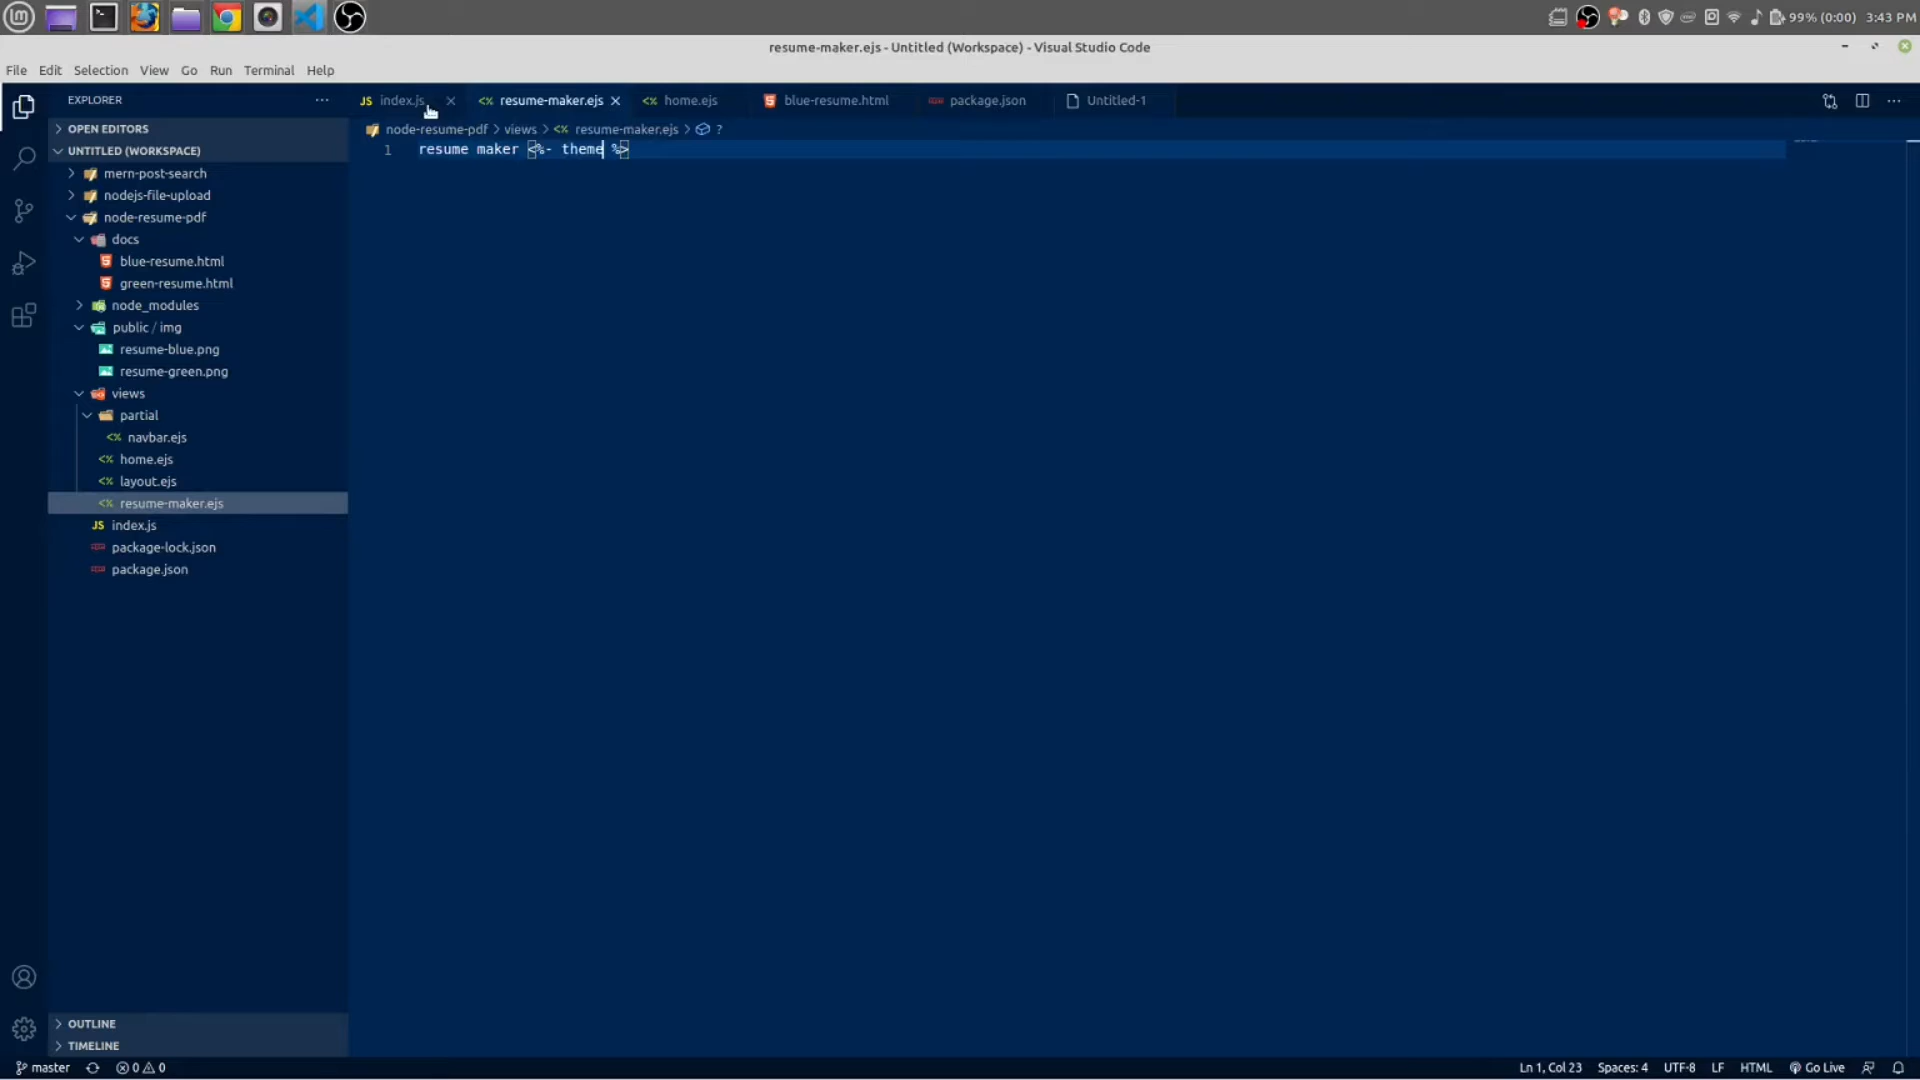 99% (0:00) 3:43 PM
resume-maker.ejs - Untitled (Workspace) - Visual Studio Code
File Edit Selection View Go Run Terminal Help
EXPLORER ···
JS index.js <% resume-maker.ejs <% home.ejs blue-resume.html package.json Untitled-1
> OPEN EDITORS
node-resume-pdf > views > <% resume-maker.ejs > ?
UNTITLED (WORKSPACE)
1 resume maker <%- theme %>
mern-post-search
nodejs-file-upload
node-resume-pdf
docs
blue-resume.html
green-resume.html
node_modules
public / img
resume-blue.png
resume-green.png
views
partial
<% navbar.ejs
<% home.ejs
<% layout.ejs
<% resume-maker.ejs
JS index.js
package-lock.json
package.json
OUTLINE
TIMELINE
master 0 0 Ln 1, Col 23 Spaces: 4 UTF-8 LF HTML Go Live